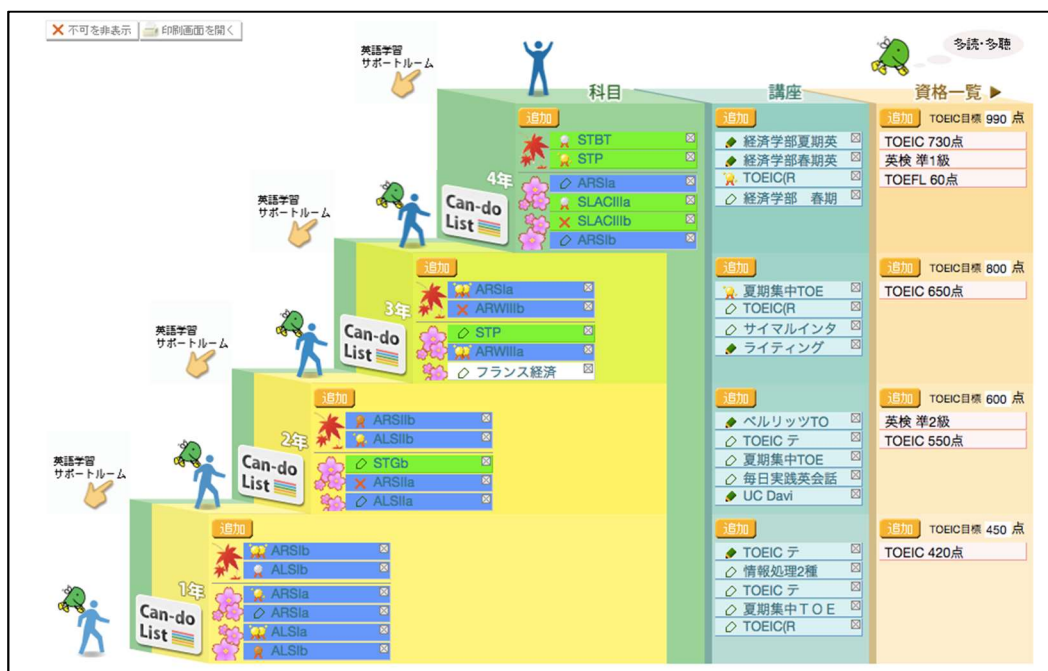 不可を非表示 印刷画面を開く
多読・多聴
英語学習
サポートルーム
科目 講座 資格一覧 ▶
追加
STBT
STP
4年
ARSIa
SLACIIIa
SLACIIIb
ARSIb
Can-do
List
追加
経済学部夏期英
経済学部春期英
TOEIC(R
経済学部 春期
追加 TOEIC目標 990 点
TOEIC 730点
英検 準1級
TOEFL 60点
英語学習
サポートルーム
追加
ARSIa
ARWIIIb
3年
STP
ARWIIIa
フランス経済
Can-do
List
追加
夏期集中TOE
TOEIC(R
サイマルインタ
ライティング
追加 TOEIC目標 800 点
TOEIC 650点
英語学習
サポートルーム
追加
ARSIIb
ALSIIb
2年
STGb
ARSIIa
ALSIIa
Can-do
List
追加
ベルリッツTO
TOEIC テ
夏期集中TOE
毎日実践英会話
UC Davi
追加 TOEIC目標 600 点
英検 準2級
TOEIC 550点
英語学習
サポートルーム
追加
ARSIb
ALSIb
1年
ARSIa
ARSIa
ALSIa
ALSIb
Can-do
List
追加
TOEIC テ
情報処理2種
TOEIC テ
夏期集中ＴＯＥ
TOEIC(R
追加 TOEIC目標 450 点
TOEIC 420点